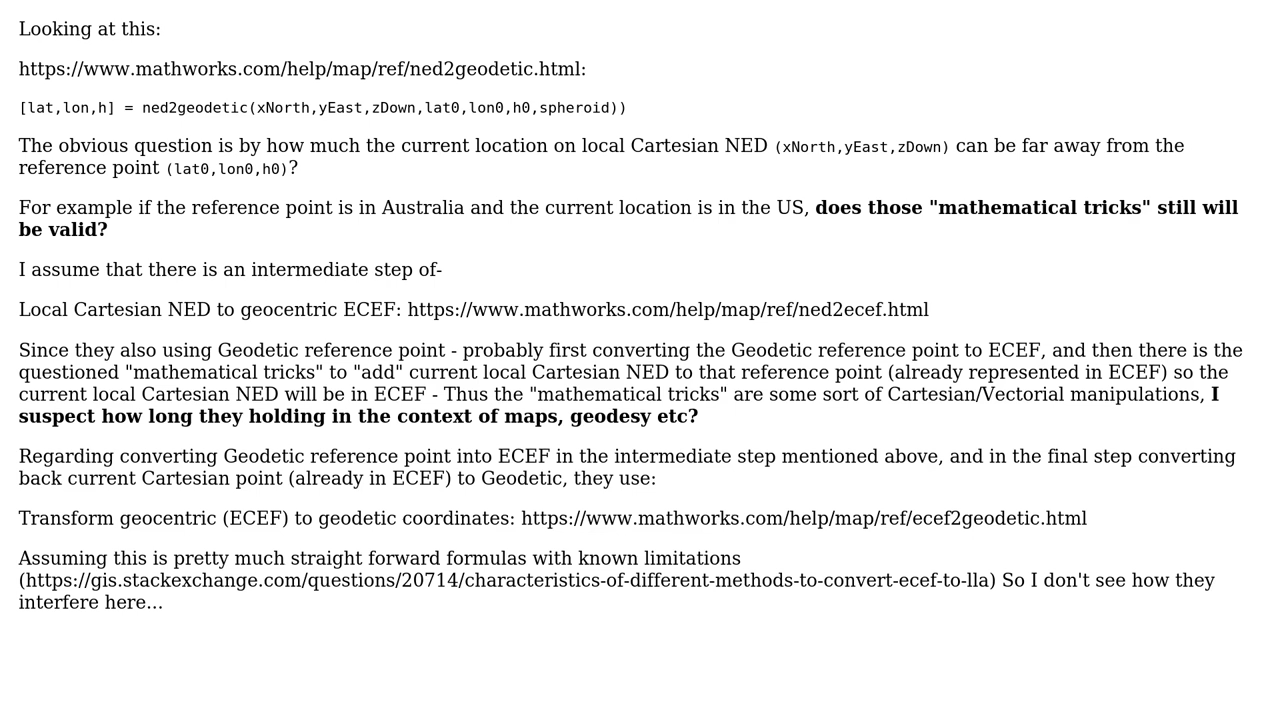 Looking at this:
https://www.mathworks.com/help/map/ref/ned2geodetic.html:
[lat,lon,h] = ned2geodetic(xNorth,yEast,zDown,lat0,lon0,h0,spheroid))
The obvious question is by how much the current location on local Cartesian NED (xNorth,yEast,zDown) can be far away from the
reference point (lat0,lon0,h0)?
For example if the reference point is in Australia and the current location is in the US, does those "mathematical tricks" still will
be valid?
I assume that there is an intermediate step of-
Local Cartesian NED to geocentric ECEF: https://www.mathworks.com/help/map/ref/ned2ecef.html
Since they also using Geodetic reference point - probably first converting the Geodetic reference point to ECEF, and then there is the
questioned "mathematical tricks" to "add" current local Cartesian NED to that reference point (already represented in ECEF) so the
current local Cartesian NED will be in ECEF - Thus the "mathematical tricks" are some sort of Cartesian/Vectorial manipulations, I
suspect how long they holding in the context of maps, geodesy etc?
Regarding converting Geodetic reference point into ECEF in the intermediate step mentioned above, and in the final step converting
back current Cartesian point (already in ECEF) to Geodetic, they use:
Transform geocentric (ECEF) to geodetic coordinates: https://www.mathworks.com/help/map/ref/ecef2geodetic.html
Assuming this is pretty much straight forward formulas with known limitations
(https://gis.stackexchange.com/questions/20714/characteristics-of-different-methods-to-convert-ecef-to-lla) So I don't see how they
interfere here...